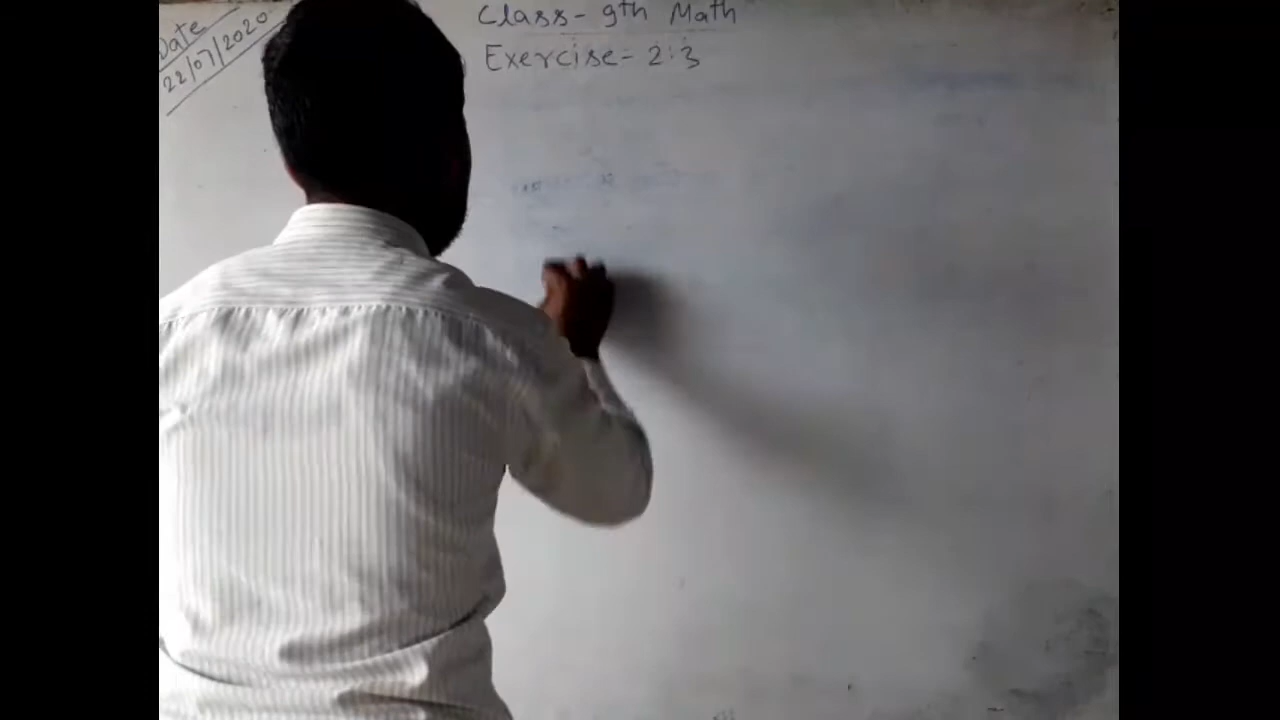 Date
22/07/2020
Class- 9th Math
Exercise- 2.3